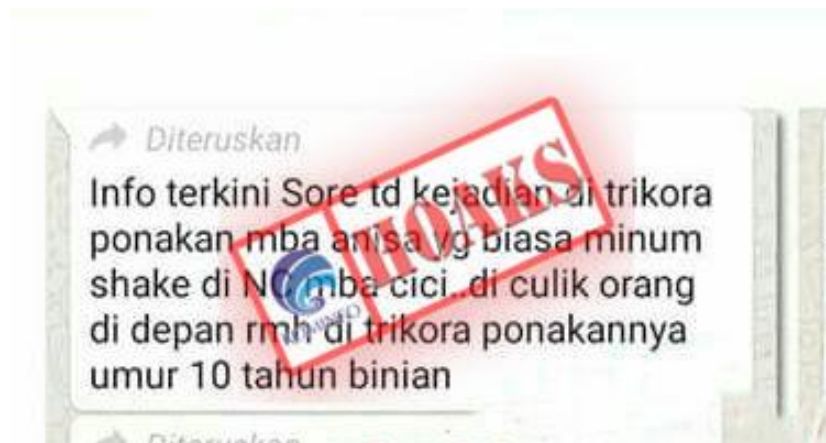 Diteruskan
Info terkini Sore td kejadian di trikora
ponakan mba anisa yg biasa minum
shake di NC mba cici..di culik orang
di depan rmh di trikora ponakannya
umur 10 tahun binian
HOAKS
KOMINFO
Diteruskan